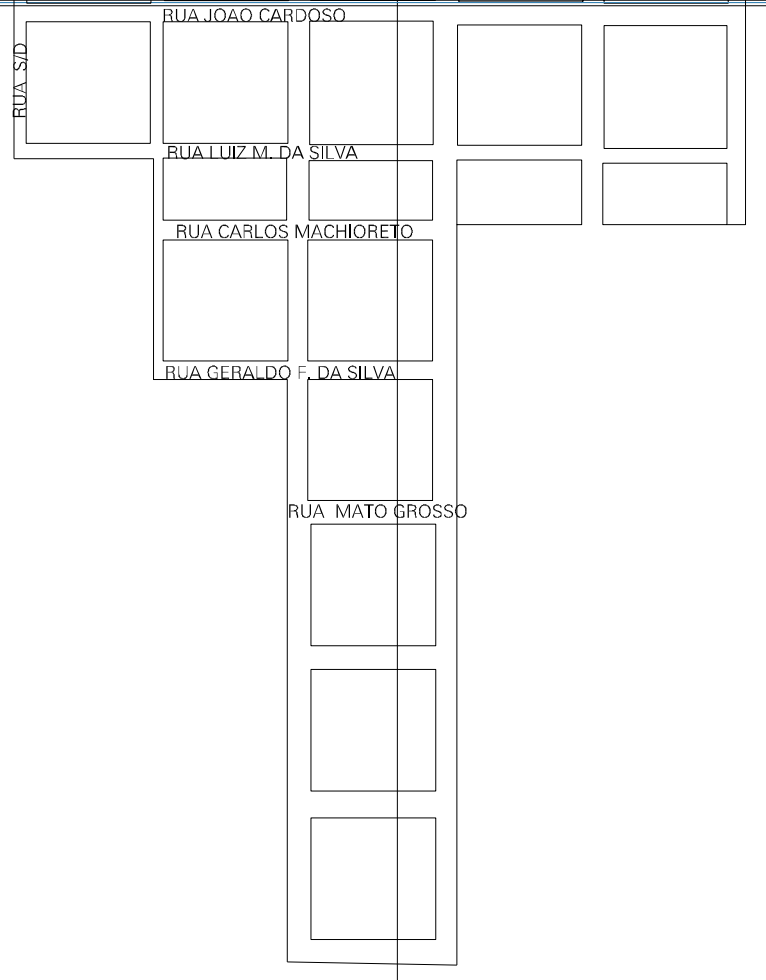 RUA JOAO CARDOSO
RUA S/D
RUA LUIZ M. DA SILVA
RUA CARLOS MACHIORETO
RUA GERALDO F. DA SILVA
RUA MATO GROSSO